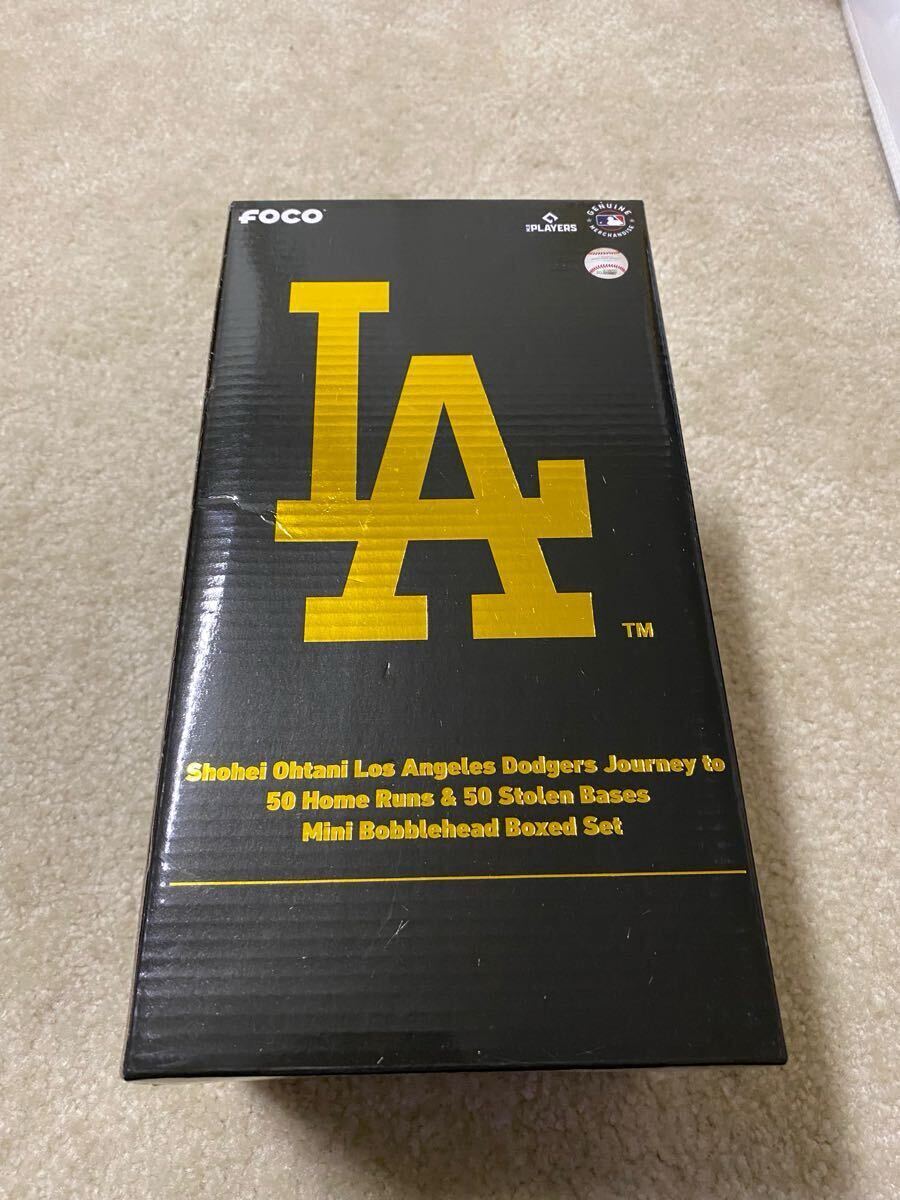 FOCO
MLB PLAYERS
GENUINE
MERCHANDISE
LA
TM
Shohei Ohtani Los Angeles Dodgers Journey to
50 Home Runs & 50 Stolen Bases
Mini Bobblehead Boxed Set